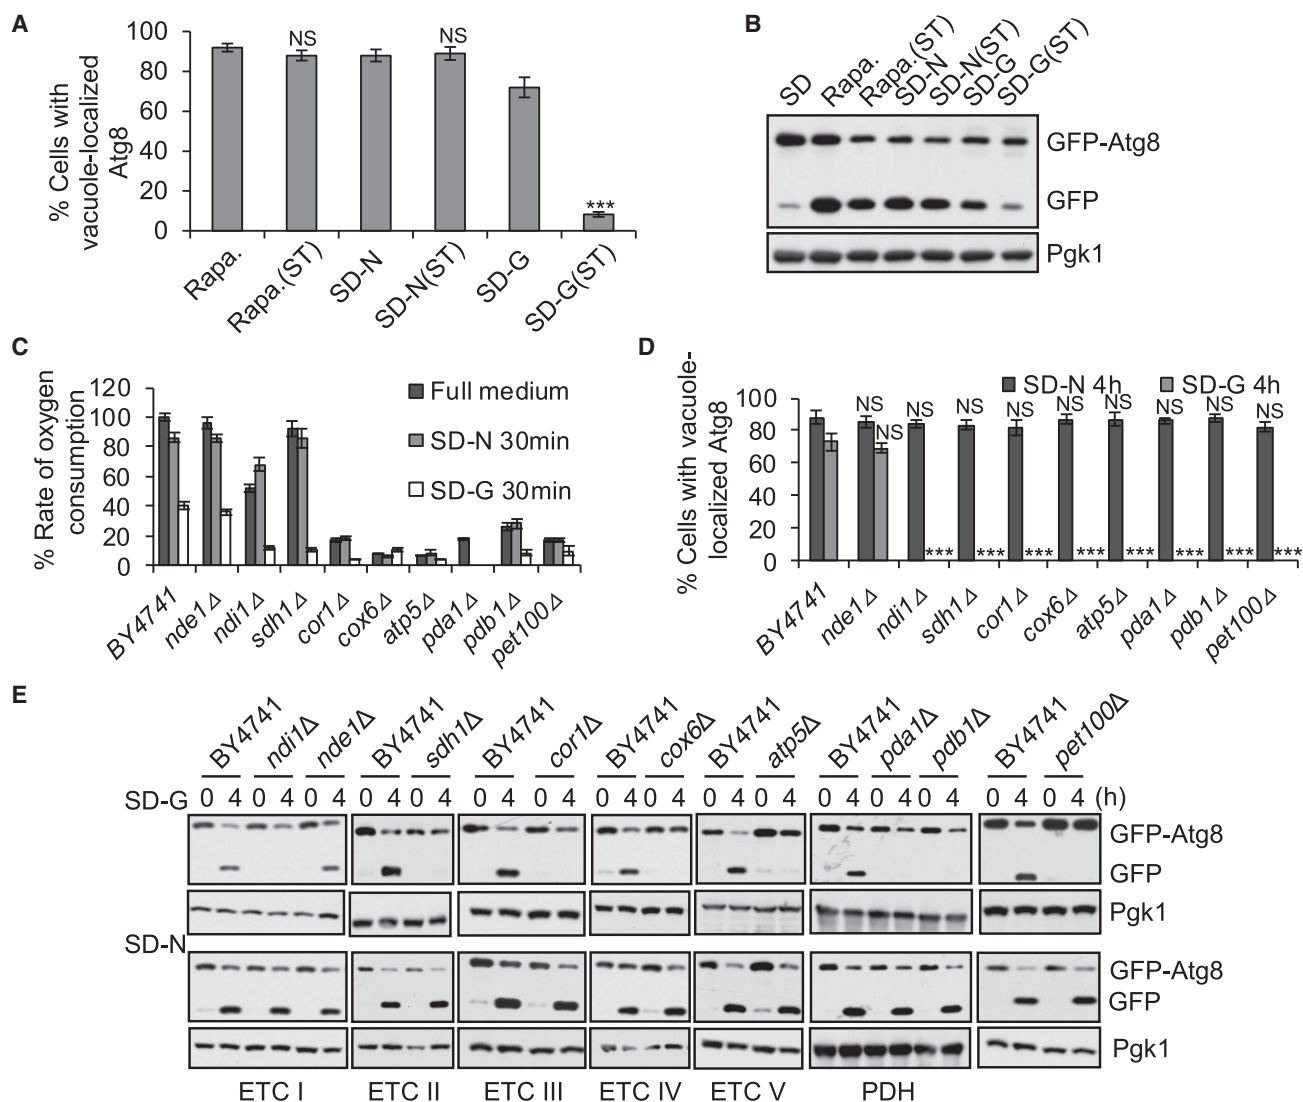 A
% Cells with
vacuole-localized
Atg8
100
80
60
40
20
0
NS
NS
***
Rapa.
Rapa.(ST)
SD-N
SD-N(ST)
SD-G
SD-G(ST)
B
SD
Rapa.
Rapa.(ST)
SD-N
SD-N(ST)
SD-G
SD-G(ST)
GFP-Atg8
GFP
Pgk1
C
% Rate of oxygen
consumption
120
100
80
60
40
20
0
Full medium
SD-N 30min
SD-G 30min
BY4741
nde1Δ
ndi1Δ
sdh1Δ
cor1Δ
cox6Δ
atp5Δ
pda1Δ
pdb1Δ
pet100Δ
D
% Cells with vacuole-
localized Atg8
SD-N 4h
SD-G 4h
100
80
60
40
20
0
NS
NS
NS
NS
NS
NS
NS
NS
NS
NS
***
***
***
***
***
***
***
***
BY4741
nde1Δ
ndi1Δ
sdh1Δ
cor1Δ
cox6Δ
atp5Δ
pda1Δ
pdb1Δ
pet100Δ
E
BY4741 ndi1Δ nde1Δ BY4741 sdh1Δ BY4741 cor1Δ BY4741 cox6Δ BY4741 atp5Δ BY4741 pda1Δ pdb1Δ BY4741 pet100Δ
SD-G 0 4 0 4 0 4 0 4 0 4 0 4 0 4 0 4 0 4 0 4 0 4 0 4 0 4 0 4 0 4 0 4 (h)
GFP-Atg8
GFP
Pgk1
SD-N
GFP-Atg8
GFP
Pgk1
ETC I ETC II ETC III ETC IV ETC V PDH